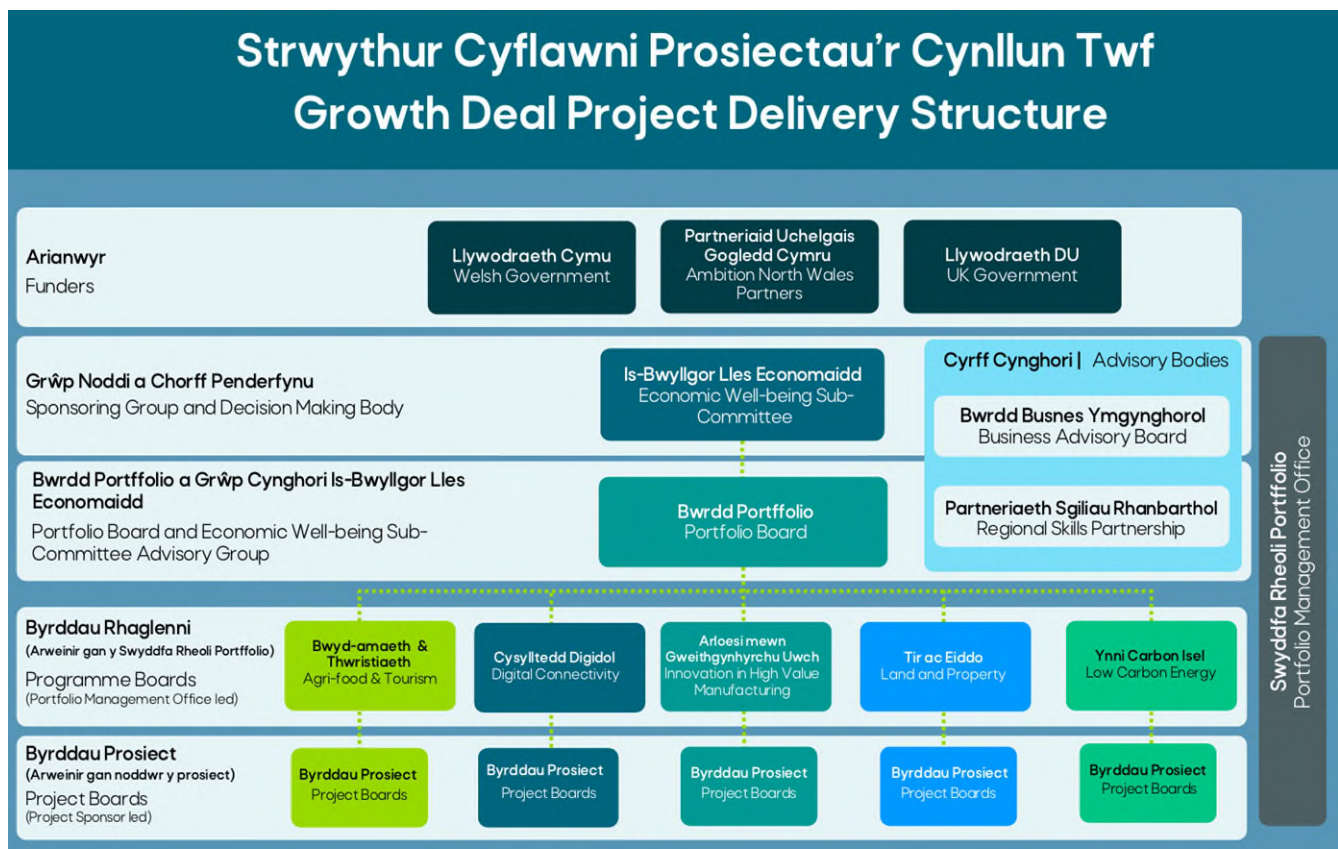 Strwythur Cyflawni Prosiectau'r Cynllun Twf
Growth Deal Project Delivery Structure
Arianwyr
Funders
Llywodraeth Cymu
Welsh Government
Partneriaid Uchelgais
Gogledd Cymru
Ambition North Wales
Partners
Llywodraeth DU
UK Government
Grŵp Noddi a Chorff Penderfynu
Sponsoring Group and Decision Making Body
Is-Bwyllgor Lles Economaidd
Economic Well-being Sub-
Committee
Cyrff Cynghori | Advisory Bodies
Bwrdd Busnes Ymgynghorol
Business Advisory Board
Bwrdd Portffolio a Grŵp Cynghori Is-Bwyllgor Lles
Economaidd
Portfolio Board and Economic Well-being Sub-
Committee Advisory Group
Bwrdd Portffolio
Portfolio Board
Partneriaeth Sgiliau Rhanbarthol
Regional Skills Partnership
Byrddau Rhaglenni
(Arweinir gan y Swyddfa Rheoli Portffolio)
Programme Boards
(Portfolio Management Office led)
Bwyd-amaeth &
Thwristiaeth
Agri-food & Tourism
Cysylltedd Digidol
Digital Connectivity
Arloesi mewn
Gweithgynhyrchu Uwch
Innovation in High Value
Manufacturing
Tir ac Eiddo
Land and Property
Ynni Carbon Isel
Low Carbon Energy
Byrddau Prosiect
(Arweinir gan noddwr y prosiect)
Project Boards
(Project Sponsor led)
Byrddau Prosiect
Project Boards
Byrddau Prosiect
Project Boards
Byrddau Prosiect
Project Boards
Byrddau Prosiect
Project Boards
Byrddau Prosiect
Project Boards
Swyddfa Rheoli Portffolio
Portfolio Management Office